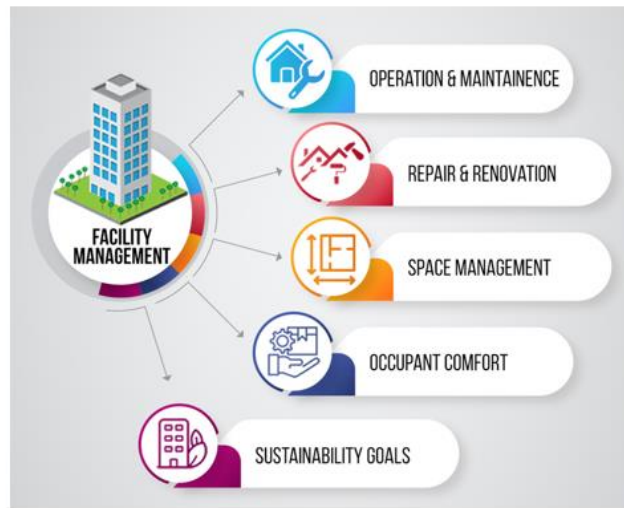 FACILITY
MANAGEMENT
OPERATION & MAINTAINENCE
REPAIR & RENOVATION
SPACE MANAGEMENT
OCCUPANT COMFORT
SUSTAINABILITY GOALS